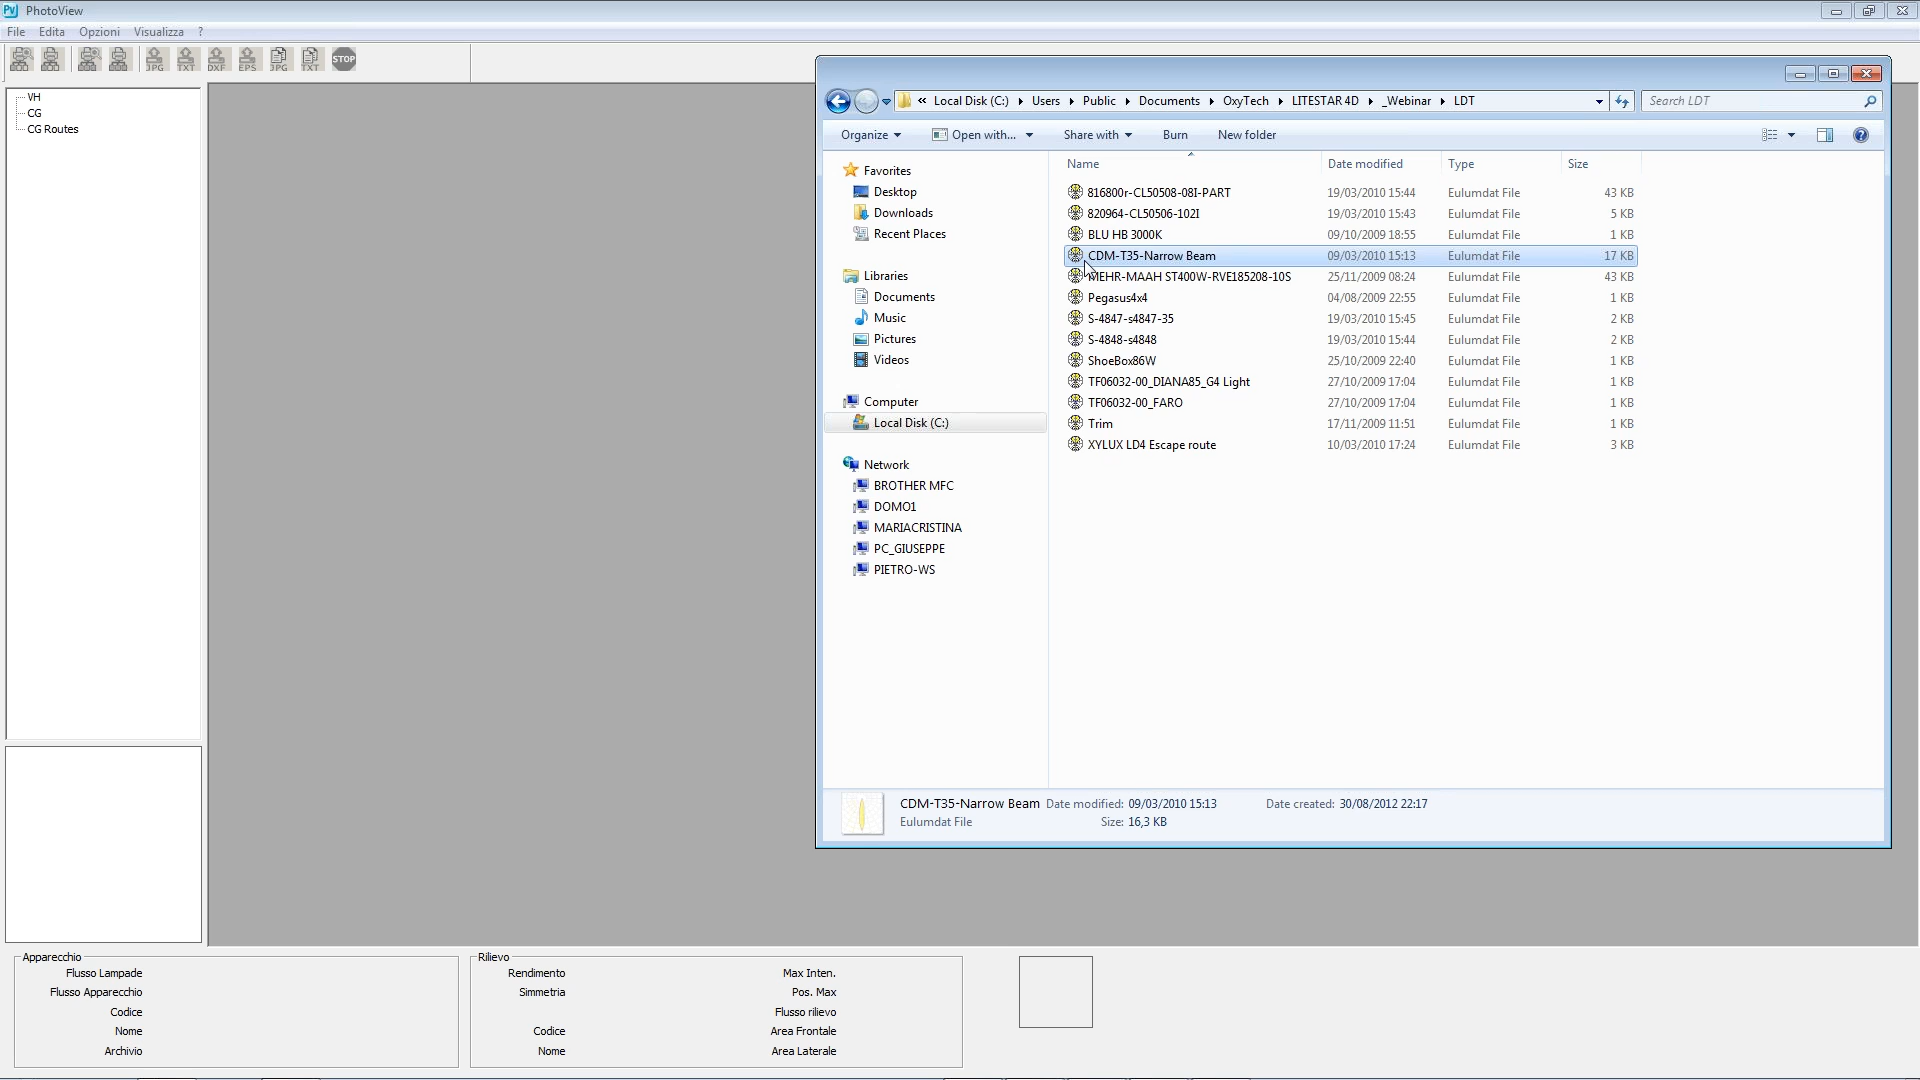 PhotoView
File Edita Opzioni Visualizza ?
JPG TXT DXF EPS JPG TXT STOP
VH
CG
CG Routes
« Local Disk (C:) Users Public Documents OxyTech LITESTAR 4D _Webinar LDT Search LDT
Organize Open with... Share with Burn New folder
Favorites
Desktop
Downloads
Recent Places
Libraries
Documents
Music
Pictures
Videos
Computer
Local Disk (C:)
Network
BROTHER MFC
DOMO1
MARIACRISTINA
PC_GIUSEPPE
PIETRO-WS
Name Date modified Type Size
816800r-CL50508-08I-PART 19/03/2010 15:44 Eulumdat File 43 KB
820964-CL50506-102I 19/03/2010 15:43 Eulumdat File 5 KB
BLU HB 3000K 09/10/2009 18:55 Eulumdat File 1 KB
CDM-T35-Narrow Beam 09/03/2010 15:13 Eulumdat File 17 KB
MEHR-MAAH ST400W-RVE185208-10S 25/11/2009 08:24 Eulumdat File 43 KB
Pegasus4x4 04/08/2009 22:55 Eulumdat File 1 KB
S-4847-s4847-35 19/03/2010 15:45 Eulumdat File 2 KB
S-4848-s4848 19/03/2010 15:44 Eulumdat File 2 KB
ShoeBox86W 25/10/2009 22:40 Eulumdat File 1 KB
TF06032-00_DIANA85_G4 Light 27/10/2009 17:04 Eulumdat File 1 KB
TF06032-00_FARO 27/10/2009 17:04 Eulumdat File 1 KB
Trim 17/11/2009 11:51 Eulumdat File 1 KB
XYLUX LD4 Escape route 10/03/2010 17:24 Eulumdat File 3 KB
CDM-T35-Narrow Beam Date modified: 09/03/2010 15:13 Date created: 30/08/2012 22:17
Eulumdat File Size: 16,3 KB
Apparecchio
Flusso Lampade
Flusso Apparecchio
Codice
Nome
Archivio
Rilievo
Rendimento Max Inten.
Simmetria Pos. Max
Flusso rilievo
Codice Area Frontale
Nome Area Laterale